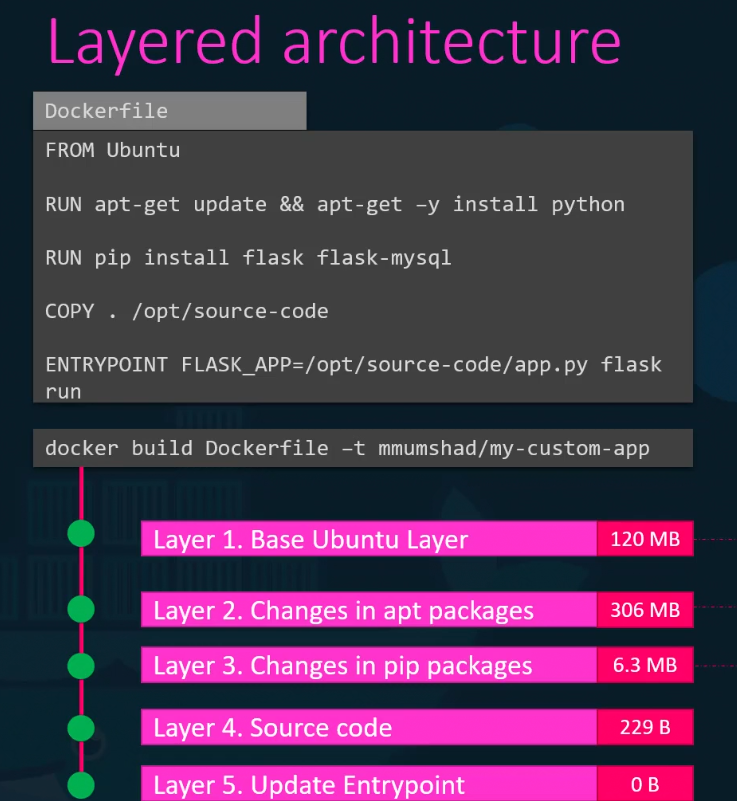 Layered architecture
Dockerfile
FROM Ubuntu
RUN apt-get update && apt-get –y install python
RUN pip install flask flask-mysql
COPY . /opt/source-code
ENTRYPOINT FLASK_APP=/opt/source-code/app.py flask
run
docker build Dockerfile –t mmumshad/my-custom-app
Layer 1. Base Ubuntu Layer 120 MB
Layer 2. Changes in apt packages 306 MB
Layer 3. Changes in pip packages 6.3 MB
Layer 4. Source code 229 B
Layer 5. Update Entrypoint 0 B